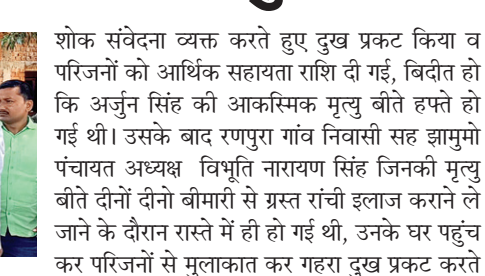 शोक संवेदना व्यक्त करते हुए दुख प्रकट किया व
परिजनों को आर्थिक सहायता राशि दी गई, बिदीत हो
कि अर्जुन सिंह की आकस्मिक मृत्यु बीते हफ्ते हो
गई थी। उसके बाद रणपुरा गांव निवासी सह झामुमो
पंचायत अध्यक्ष विभूति नारायण सिंह जिनकी मृत्यु
बीते दीनों दीनो बीमारी से ग्रस्त रांची इलाज कराने ले
जाने के दौरान रास्ते में ही हो गई थी, उनके घर पहुंच
कर परिजनों से मुलाकात कर गहरा दुख प्रकट करते